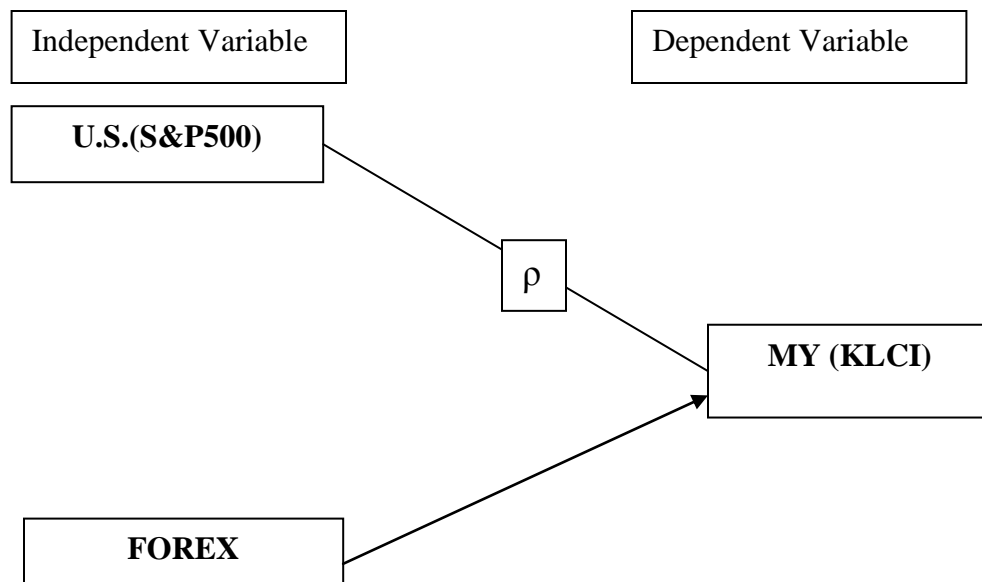 Independent Variable
Dependent Variable
U.S.(S&P500)
ρ
MY (KLCI)
FOREX